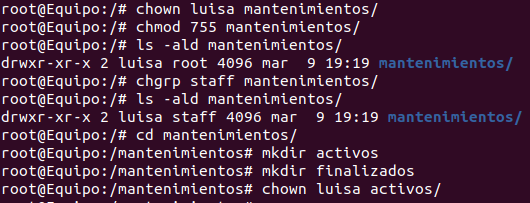 root@Equipo:/# chown luisa mantenimientos/
root@Equipo:/# chmod 755 mantenimientos/
root@Equipo:/# ls -ald mantenimientos/
drwxr-xr-x 2 luisa root 4096 mar  9 19:19 mantenimientos/
root@Equipo:/# chgrp staff mantenimientos/
root@Equipo:/# ls -ald mantenimientos/
drwxr-xr-x 2 luisa staff 4096 mar  9 19:19 mantenimientos/
root@Equipo:/# cd mantenimientos/
root@Equipo:/mantenimientos# mkdir activos
root@Equipo:/mantenimientos# mkdir finalizados
root@Equipo:/mantenimientos# chown luisa activos/